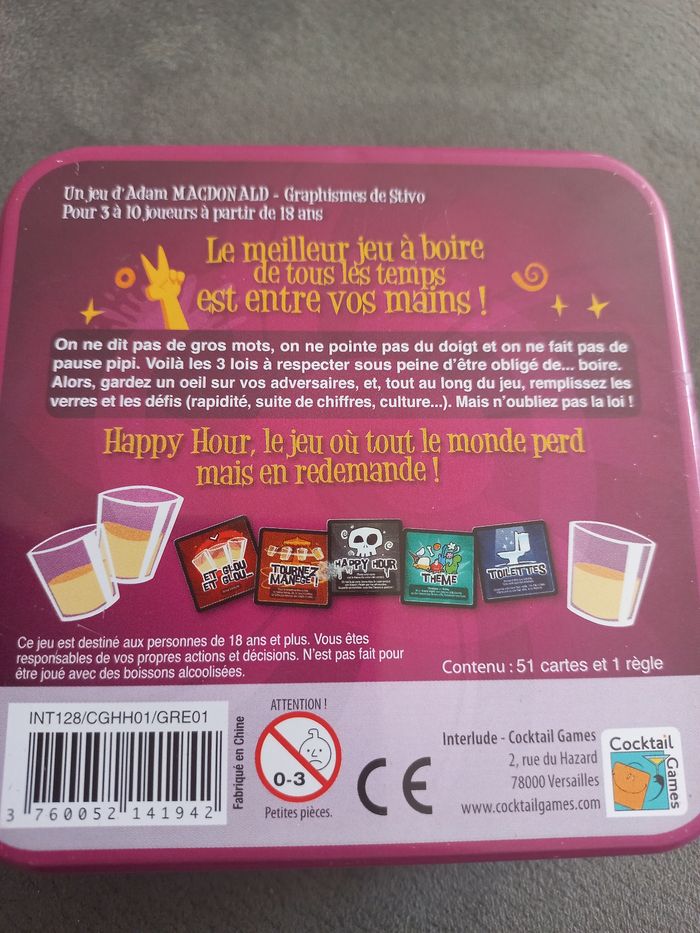 Un jeu d'Adam MACDONALD - Graphismes de Stivo
Pour 3 à 10 joueurs à partir de 18 ans
Le meilleur jeu à boire
de tous les temps
est entre vos mains !
On ne dit pas de gros mots, on ne pointe pas du doigt et on ne fait pas de
pause pipi. Voilà les 3 lois à respecter sous peine d'être obligé de... boire.
Alors, gardez un oeil sur vos adversaires, et, tout au long du jeu, remplissez les
verres et les défis (rapidité, suite de chiffres, culture...). Mais n'oubliez pas la loi !
Happy Hour, le jeu où tout le monde perd
mais en redemande !
ET GLOU
ET GLOU...
TOURNEZ
MANÈGE !
HAPPY HOUR
THÈME
TOILETTES
Ce jeu est destiné aux personnes de 18 ans et plus. Vous êtes
responsables de vos propres actions et décisions. N'est pas fait pour
être joué avec des boissons alcoolisées.
Contenu : 51 cartes et 1 règle
INT128/CGHH01/GRE01
3 760052 141942
Fabriqué en Chine
ATTENTION !
0-3
Petites pièces.
CE
Interlude - Cocktail Games
2, rue du Hazard
78000 Versailles
www.cocktailgames.com
Cocktail
Games